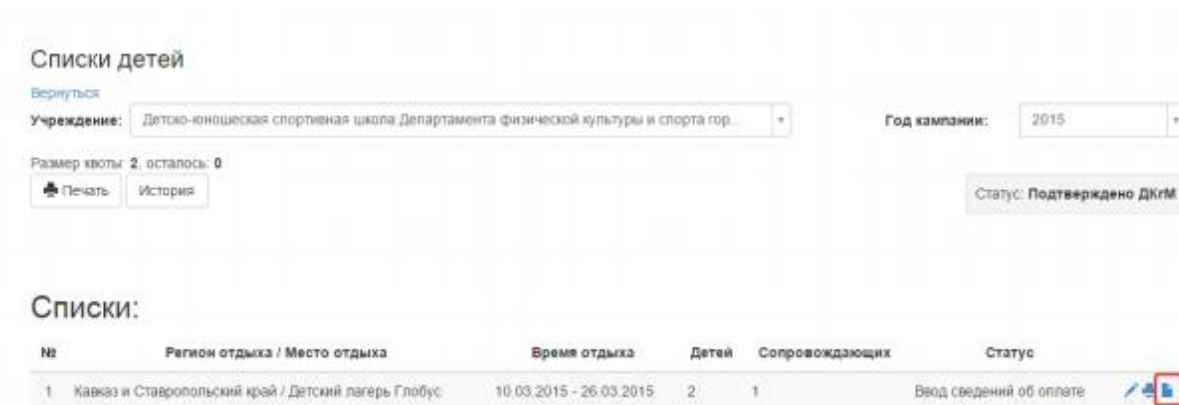 Списки детей
Вернуться
Учреждение: Детско-юношеская спортивная школа Департамента физической культуры и спорта гор... Год кампании: 2015
Размер квоты: 2, осталось: 0
Печать История Статус: Подтверждено ДКгМ
Списки:
№ Регион отдыха / Место отдыха Время отдыха Детей Сопровождающих Статус
1 Кавказ и Ставропольский край / Детский лагерь Глобус 10.03.2015 - 26.03.2015 2 1 Ввод сведений об оплате